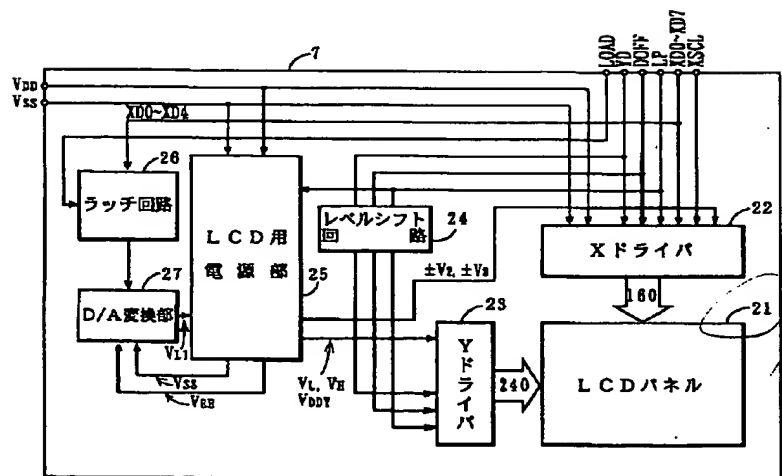 7
LOAD
YD
DOFF
LP
XD0~XD7
XSCL
VDD
VSS
XD0~XD4
26
ラッチ回路
LCD用
電源部
25
レベルシフト
回路
24
22
Xドライバ
±V2, ±V3
160
27
D/A変換部
VL1
VSS
VEE
VL, VH
VDDY
23
Yドライバ
240
21
LCDパネル